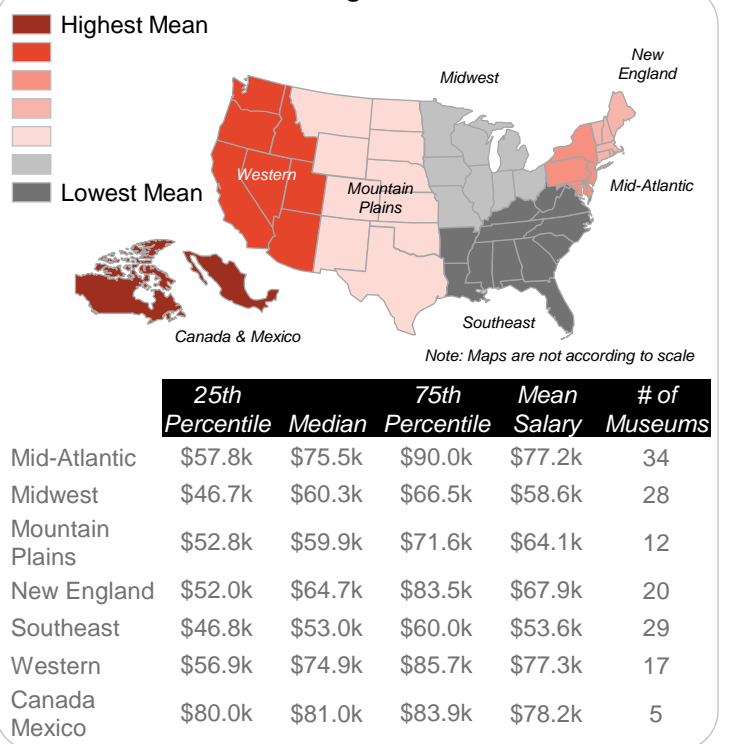 Highest Mean
Lowest Mean
New
England
Midwest
Western
Mountain
Plains
Mid-Atlantic
Southeast
Canada & Mexico
Note: Maps are not according to scale
25th Percentile Median 75th Percentile Mean Salary # of Museums
Mid-Atlantic $57.8k $75.5k $90.0k $77.2k 34
Midwest $46.7k $60.3k $66.5k $58.6k 28
Mountain Plains $52.8k $59.9k $71.6k $64.1k 12
New England $52.0k $64.7k $83.5k $67.9k 20
Southeast $46.8k $53.0k $60.0k $53.6k 29
Western $56.9k $74.9k $85.7k $77.3k 17
Canada Mexico $80.0k $81.0k $83.9k $78.2k 5